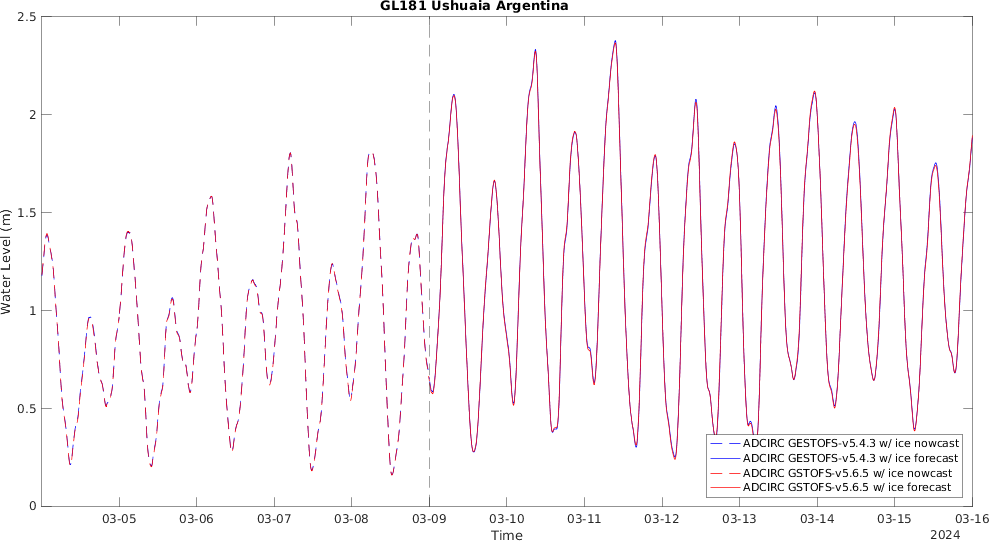 GL181 Ushuaia Argentina
2.5
2
1.5
1
0.5
0
Water Level (m)
ADCIRC GESTOFS-v5.4.3 w/ ice nowcast
ADCIRC GESTOFS-v5.4.3 w/ ice forecast
ADCIRC GSTOFS-v5.6.5 w/ ice nowcast
ADCIRC GSTOFS-v5.6.5 w/ ice forecast
03-05 03-06 03-07 03-08 03-09 03-10 03-11 03-12 03-13 03-14 03-15 03-16
Time
2024